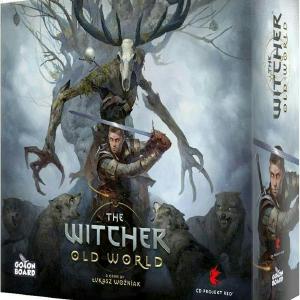 THE
WITCHER
OLD WORLD
A GAME BY
ŁUKASZ WOŹNIAK
GO ON
BOARD
CD PROJEKT RED
THE
WITCHER
OLD WORLD